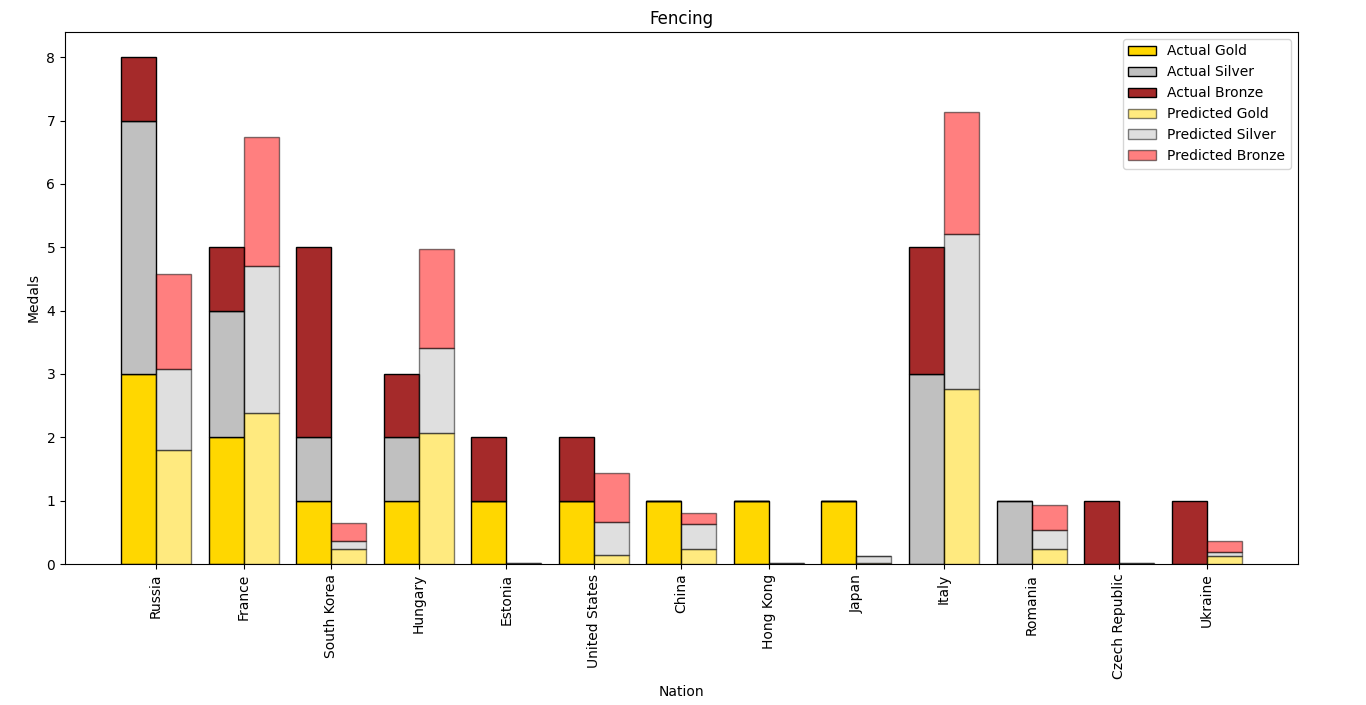 Fencing
Actual Gold
Actual Silver
Actual Bronze
Predicted Gold
Predicted Silver
Predicted Bronze
Medals
8
7
6
5
4
3
2
1
0
Russia
France
South Korea
Hungary
Estonia
United States
China
Hong Kong
Japan
Italy
Romania
Czech Republic
Ukraine
Nation